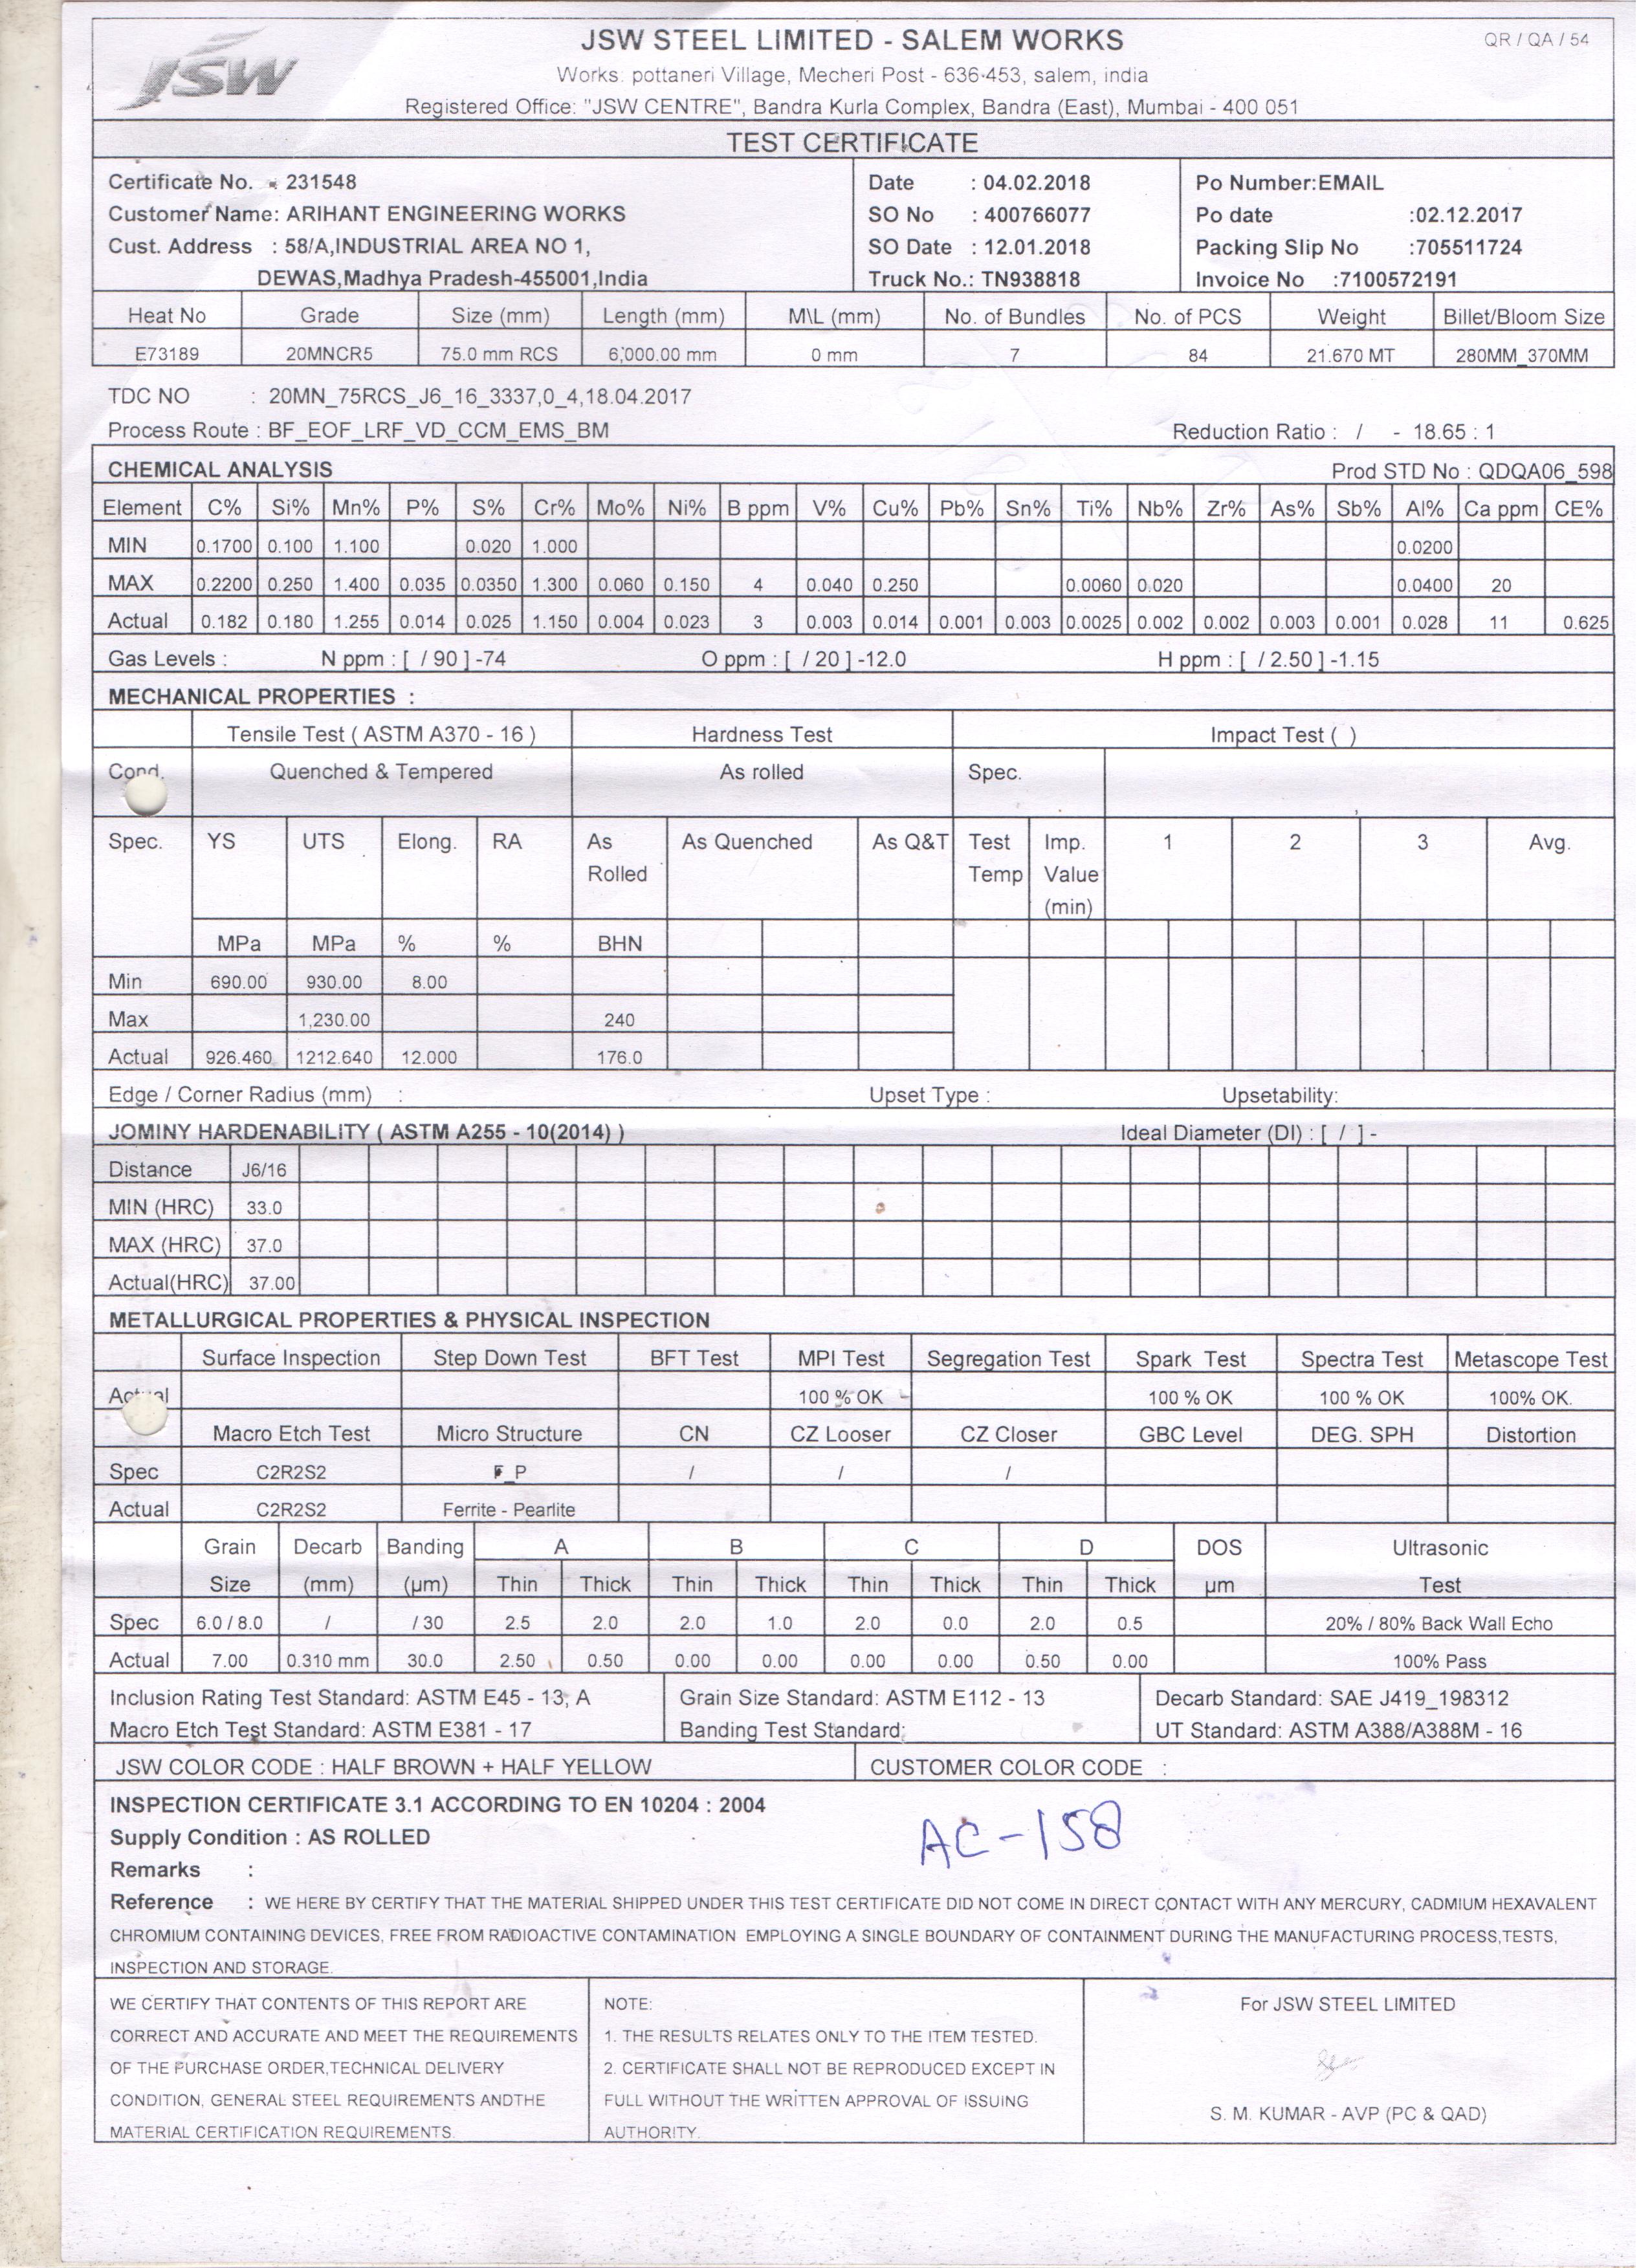 JSW
JSW STEEL LIMITED - SALEM WORKS
QR / QA / 54
Works: pottaneri Village, Mecheri Post - 636-453, salem, india
Registered Office: "JSW CENTRE", Bandra Kurla Complex, Bandra (East), Mumbai - 400 051
TEST CERTIFICATE
Certificate No. : 231548 Date : 04.02.2018 Po Number:EMAIL
Customer Name: ARIHANT ENGINEERING WORKS SO No : 400766077 Po date :02.12.2017
Cust. Address : 58/A,INDUSTRIAL AREA NO 1, SO Date : 12.01.2018 Packing Slip No :705511724
DEWAS,Madhya Pradesh-455001,India Truck No.: TN938818 Invoice No :7100572191
Heat No Grade Size (mm) Length (mm) M\L (mm) No. of Bundles No. of PCS Weight Billet/Bloom Size
E73189 20MNCR5 75.0 mm RCS 6,000.00 mm 0 mm 7 84 21.670 MT 280MM_370MM
TDC NO : 20MN_75RCS_J6_16_3337,0_4,18.04.2017
Process Route : BF_EOF_LRF_VD_CCM_EMS_BM Reduction Ratio : / - 18.65 : 1
CHEMICAL ANALYSIS Prod STD No : QDQA06_598
Element C% Si% Mn% P% S% Cr% Mo% Ni% B ppm V% Cu% Pb% Sn% Ti% Nb% Zr% As% Sb% Al% Ca ppm CE%
MIN 0.1700 0.100 1.100 0.020 1.000 0.0200
MAX 0.2200 0.250 1.400 0.035 0.0350 1.300 0.060 0.150 4 0.040 0.250 0.0060 0.020 0.0400 20
Actual 0.182 0.180 1.255 0.014 0.025 1.150 0.004 0.023 3 0.003 0.014 0.001 0.003 0.0025 0.002 0.002 0.003 0.001 0.028 11 0.625
Gas Levels : N ppm : [ / 90 ] -74 O ppm : [ / 20 ] -12.0 H ppm : [ / 2.50 ] -1.15
MECHANICAL PROPERTIES :
Tensile Test ( ASTM A370 - 16 ) Hardness Test Impact Test ( )
Cond. Quenched & Tempered As rolled Spec.
Spec. YS UTS Elong. RA As As Quenched As Q&T Test Imp. 1 2 3 Avg.
Rolled Temp Value
(min)
MPa MPa % % BHN
Min 690.00 930.00 8.00
Max 1,230.00 240
Actual 926.460 1212.640 12.000 176.0
Edge / Corner Radius (mm) : Upset Type : Upsetability:
JOMINY HARDENABILITY ( ASTM A255 - 10(2014) ) Ideal Diameter (DI) : [ / ] -
Distance J6/16
MIN (HRC) 33.0
MAX (HRC) 37.0
Actual(HRC) 37.00
METALLURGICAL PROPERTIES & PHYSICAL INSPECTION
Surface Inspection Step Down Test BFT Test MPI Test Segregation Test Spark Test Spectra Test Metascope Test
Actual 100 % OK 100 % OK 100 % OK 100% OK.
Macro Etch Test Micro Structure CN CZ Looser CZ Closer GBC Level DEG. SPH Distortion
Spec C2R2S2 F_P / / /
Actual C2R2S2 Ferrite - Pearlite
Grain Decarb Banding A B C D DOS Ultrasonic
Size (mm) (µm) Thin Thick Thin Thick Thin Thick Thin Thick µm Test
Spec 6.0 / 8.0 / / 30 2.5 2.0 2.0 1.0 2.0 0.0 2.0 0.5 20% / 80% Back Wall Echo
Actual 7.00 0.310 mm 30.0 2.50 0.50 0.00 0.00 0.00 0.00 0.50 0.00 100% Pass
Inclusion Rating Test Standard: ASTM E45 - 13, A Grain Size Standard: ASTM E112 - 13 Decarb Standard: SAE J419_198312
Macro Etch Test Standard: ASTM E381 - 17 Banding Test Standard: UT Standard: ASTM A388/A388M - 16
JSW COLOR CODE : HALF BROWN + HALF YELLOW CUSTOMER COLOR CODE :
INSPECTION CERTIFICATE 3.1 ACCORDING TO EN 10204 : 2004
AC-158
Supply Condition : AS ROLLED
Remarks :
Reference : WE HERE BY CERTIFY THAT THE MATERIAL SHIPPED UNDER THIS TEST CERTIFICATE DID NOT COME IN DIRECT CONTACT WITH ANY MERCURY, CADMIUM HEXAVALENT
CHROMIUM CONTAINING DEVICES, FREE FROM RADIOACTIVE CONTAMINATION EMPLOYING A SINGLE BOUNDARY OF CONTAINMENT DURING THE MANUFACTURING PROCESS,TESTS,
INSPECTION AND STORAGE.
WE CERTIFY THAT CONTENTS OF THIS REPORT ARE
CORRECT AND ACCURATE AND MEET THE REQUIREMENTS
OF THE PURCHASE ORDER,TECHNICAL DELIVERY
CONDITION, GENERAL STEEL REQUIREMENTS ANDTHE
MATERIAL CERTIFICATION REQUIREMENTS.
NOTE:
1. THE RESULTS RELATES ONLY TO THE ITEM TESTED.
2. CERTIFICATE SHALL NOT BE REPRODUCED EXCEPT IN
FULL WITHOUT THE WRITTEN APPROVAL OF ISSUING
AUTHORITY.
For JSW STEEL LIMITED
S. M. KUMAR - AVP (PC & QAD)